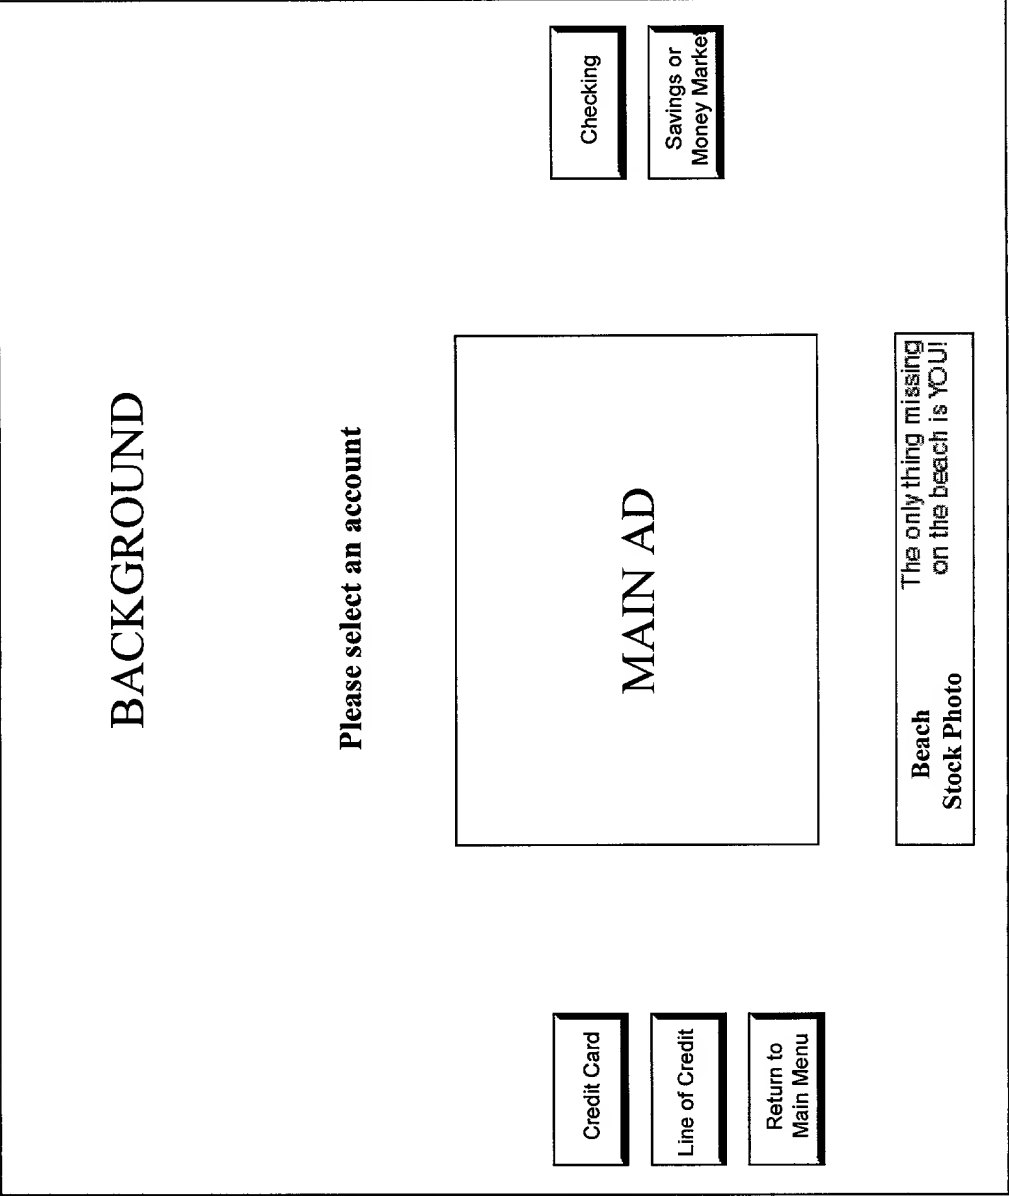 BACKGROUND
Please select an account
Credit Card
Checking
Line of Credit
Savings or
Money Market
MAIN AD
Return to
Main Menu
Beach
Stock Photo
The only thing missing
on the beach is YOU!